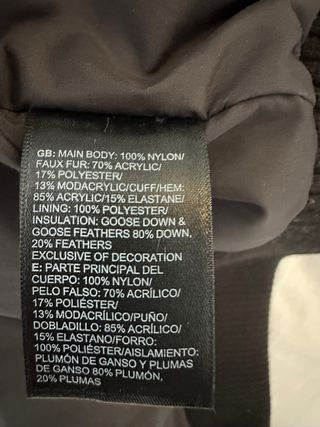 GB: MAIN BODY: 100% NYLON/
FAUX FUR: 70% ACRYLIC/
17% POLYESTER/
13% MODACRYLIC/CUFF/HEM:
85% ACRYLIC/15% ELASTANE/
LINING: 100% POLYESTER/
INSULATION: GOOSE DOWN &
GOOSE FEATHERS 80% DOWN,
20% FEATHERS
EXCLUSIVE OF DECORATION
E: PARTE PRINCIPAL DEL
CUERPO: 100% NYLON/
PELO FALSO: 70% ACRÍLICO/
17% POLIÉSTER/
13% MODACRÍLICO/PUÑO/
DOBLADILLO: 85% ACRÍLICO/
15% ELASTANO/FORRO:
100% POLIÉSTER/AISLAMIENTO:
PLUMÓN DE GANSO Y PLUMAS
DE GANSO 80% PLUMÓN,
20% PLUMAS